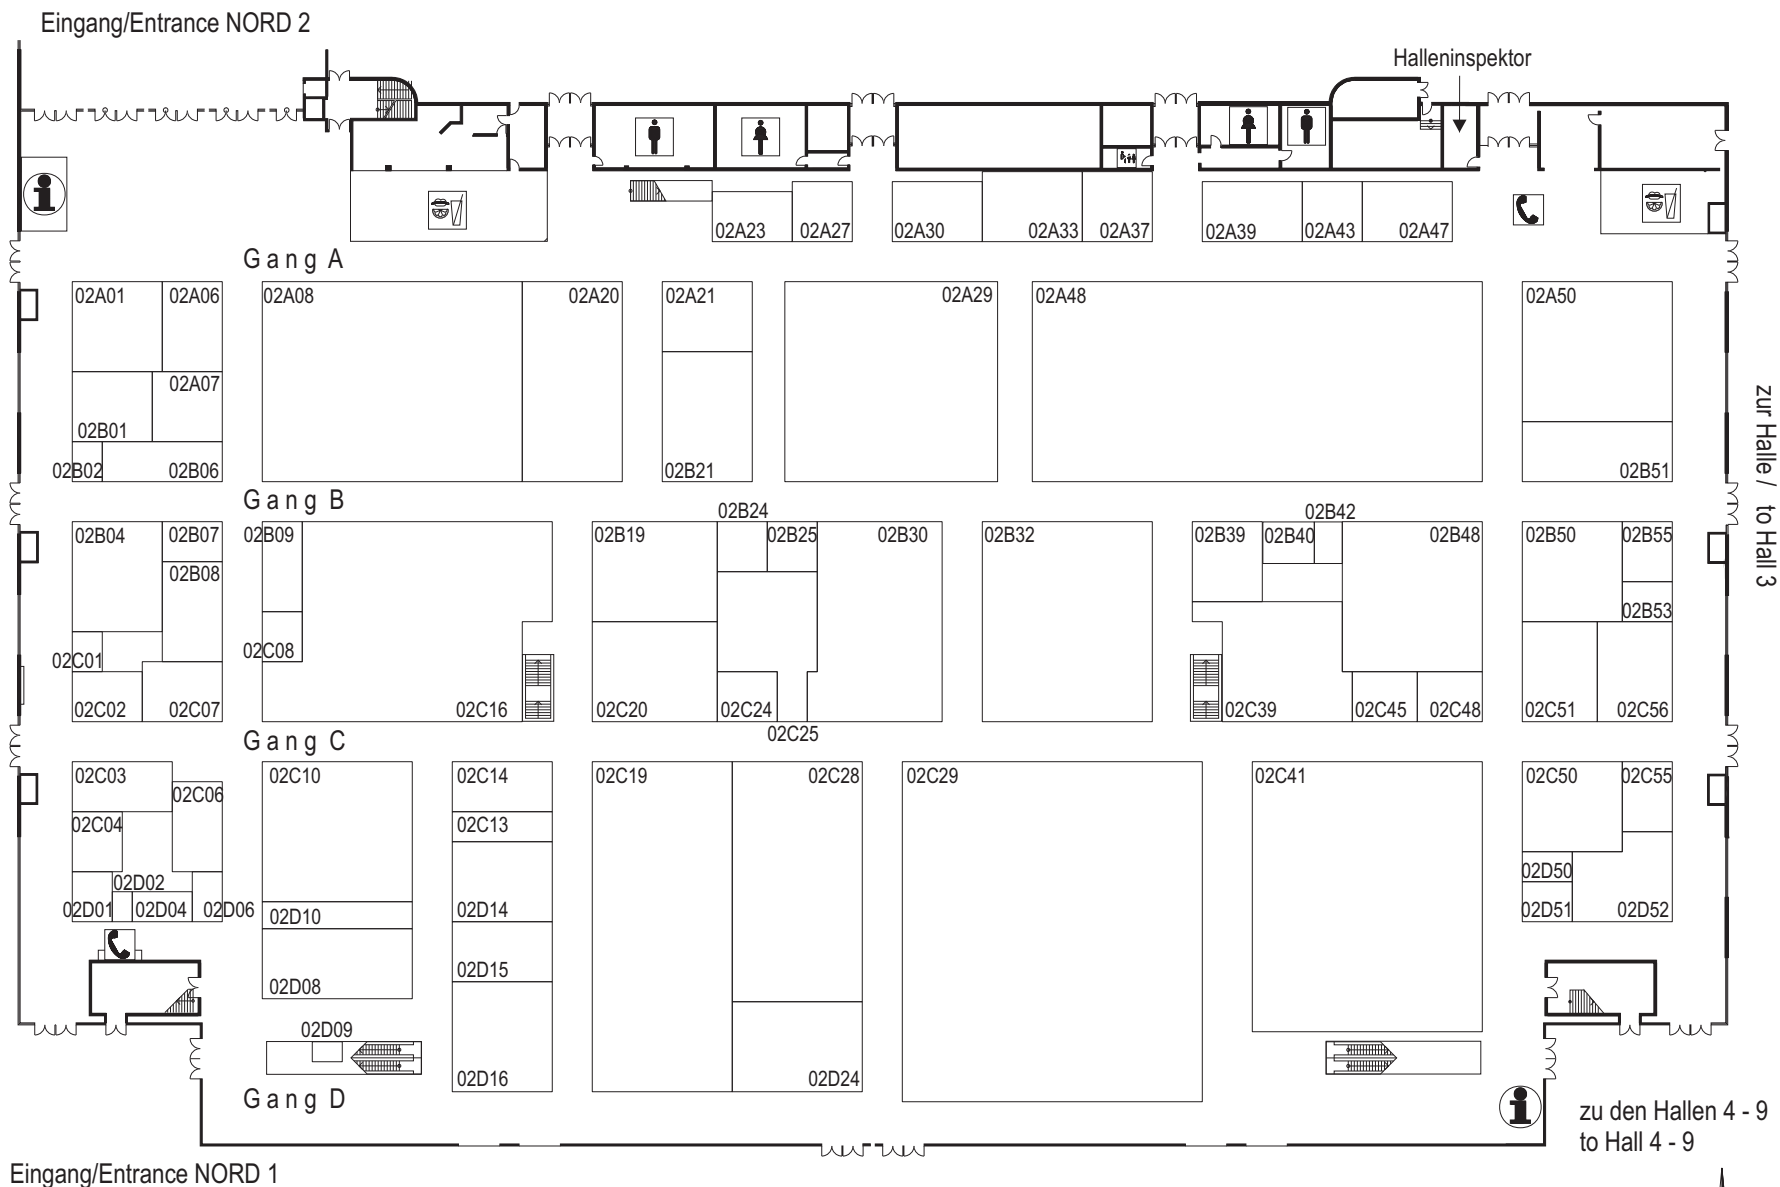 Eingang/Entrance NORD 2
Halleninspektor
02A23 02A27 02A30 02A33 02A37 02A39 02A43 02A47
Gang A
02A01 02A06 02A08 02A20 02A21 02A29 02A48 02A50
02A07
02B01
02B02 02B06 02B21 02B51
zur Halle / to Hall 3
Gang B
02B24 02B42
02B04 02B07 02B09 02B19 02B25 02B30 02B32 02B39 02B40 02B48 02B50 02B55
02B08
02B53
02C01 02C08
02C02 02C07 02C16 02C20 02C24 02C39 02C45 02C48 02C51 02C56
02C25
Gang C
02C03 02C10 02C14 02C19 02C28 02C29 02C41 02C50 02C55
02C06
02C04 02C13
02D02 02D50
02D01 02D04 02D06 02D10 02D14 02D51 02D52
02D15
02D08
02D09
02D16 02D24
Gang D
zu den Hallen 4 - 9
to Hall 4 - 9
Eingang/Entrance NORD 1